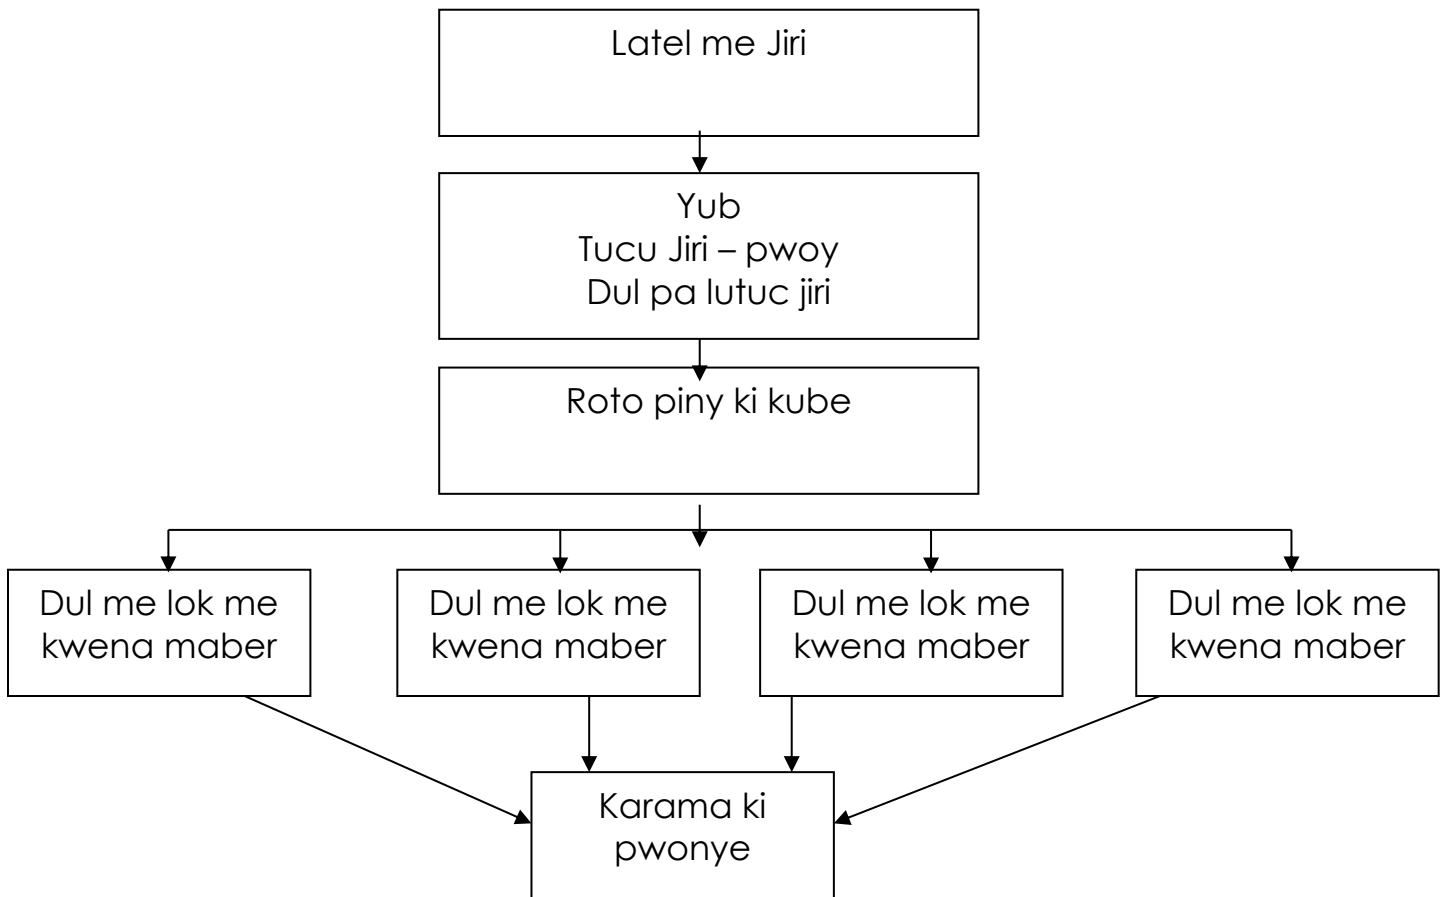 Latel me Jiri
Yub
Tucu Jiri – pwoy
Dul pa lutuc jiri
Roto piny ki kube
Dul me lok me
kwena maber
Dul me lok me
kwena maber
Dul me lok me
kwena maber
Dul me lok me
kwena maber
Karama ki
pwonye